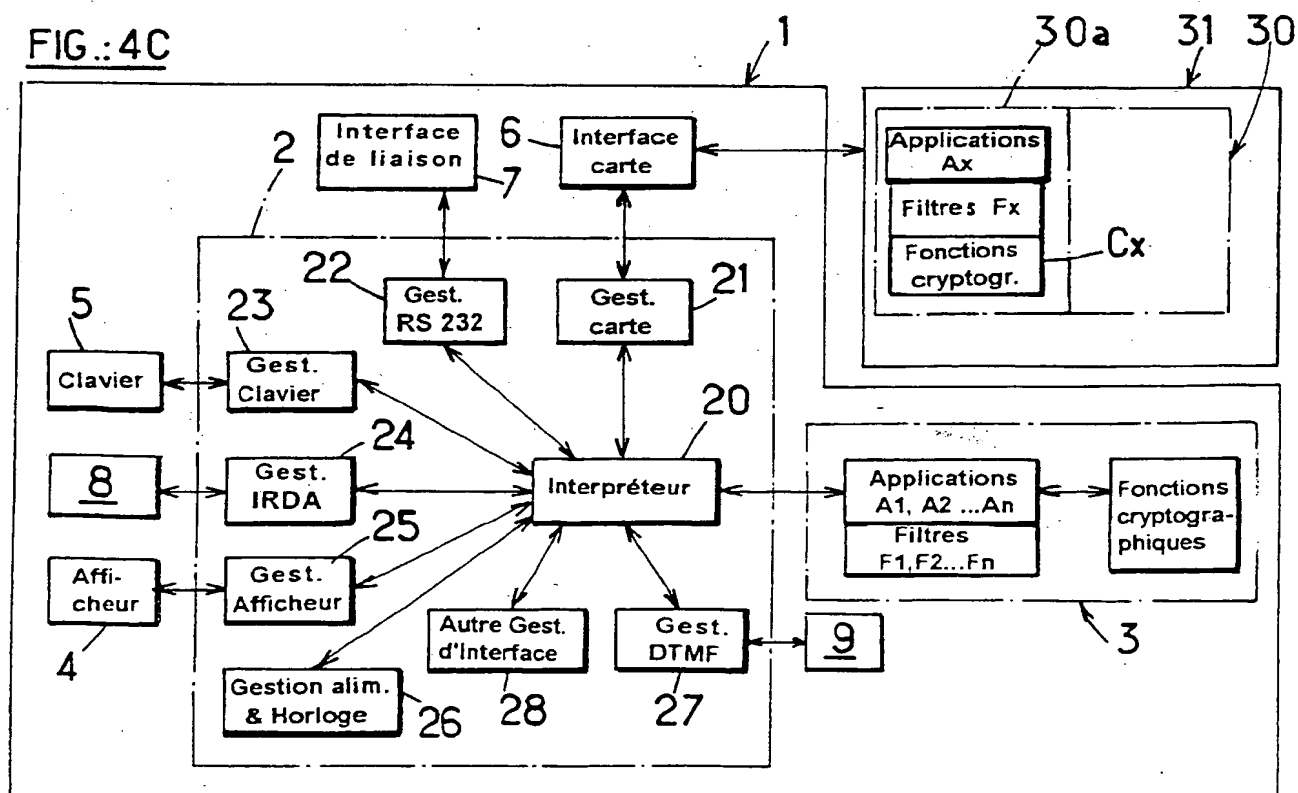 FIG.:4C
1
30a
31
30
2
Interface
de liaison
7
6
Interface
carte
Applications
Ax
Filtres Fx
Fonctions
cryptogr.
Cx
22
Gest.
RS 232
Gest.
carte
21
5
Clavier
23
Gest.
Clavier
20
Interpréteur
8
24
Gest.
IRDA
Applications
A1, A2 ...An
Filtres
F1,F2...Fn
Fonctions
cryptogra-
phiques
3
Affi-
cheur
4
25
Gest.
Afficheur
Autre Gest.
d'Interface
28
Gest.
DTMF
27
9
Gestion alim.
& Horloge
26